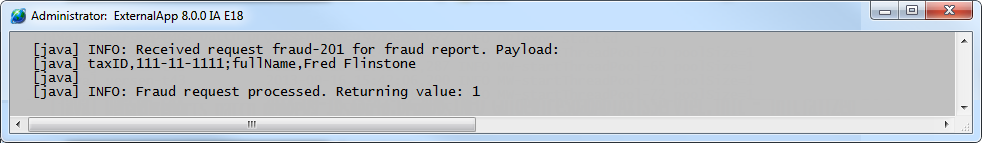 Administrator: ExternalApp 8.0.0 IA E18
[java] INFO: Received request fraud-201 for fraud report. Payload:
[java] taxID,111-11-1111;fullName,Fred Flinstone
[java]
[java] INFO: Fraud request processed. Returning value: 1